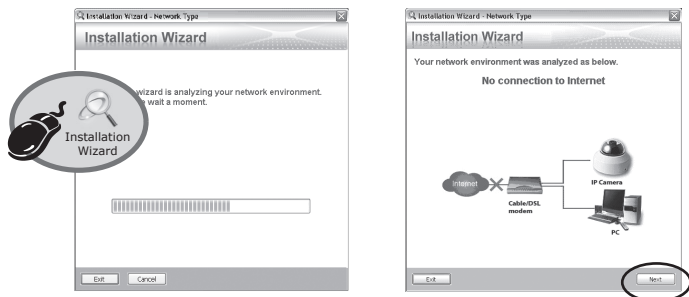 Installation Wizard - Network Type
Installation Wizard
wizard is analyzing your network environment.
wait a moment.
Installation
Wizard
Exit
Cancel
Installation Wizard - Network Type
Installation Wizard
Your network environment was analyzed as below.
No connection to Internet
Internet
IP Camera
Cable/DSL
modem
PC
Exit
Next